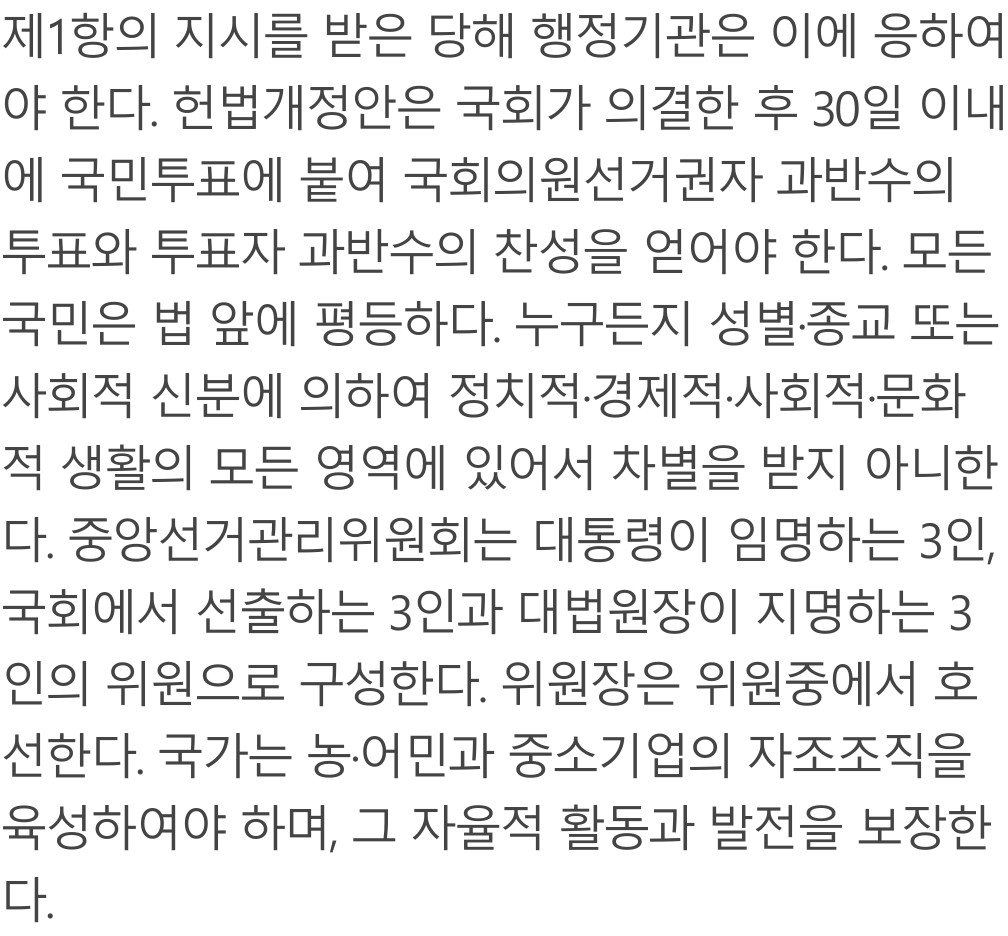 제1항의 지시를 받은 당해 행정기관은 이에 응하여
야 한다. 헌법개정안은 국회가 의결한 후 30일 이내
에 국민투표에 붙여 국회의원선거권자 과반수의
투표와 투표자 과반수의 찬성을 얻어야 한다. 모든
국민은 법 앞에 평등하다. 누구든지 성별·종교 또는
사회적 신분에 의하여 정치적·경제적·사회적·문화
적 생활의 모든 영역에 있어서 차별을 받지 아니한
다. 중앙선거관리위원회는 대통령이 임명하는 3인,
국회에서 선출하는 3인과 대법원장이 지명하는 3
인의 위원으로 구성한다. 위원장은 위원중에서 호
선한다. 국가는 농·어민과 중소기업의 자조조직을
육성하여야 하며, 그 자율적 활동과 발전을 보장한
다.